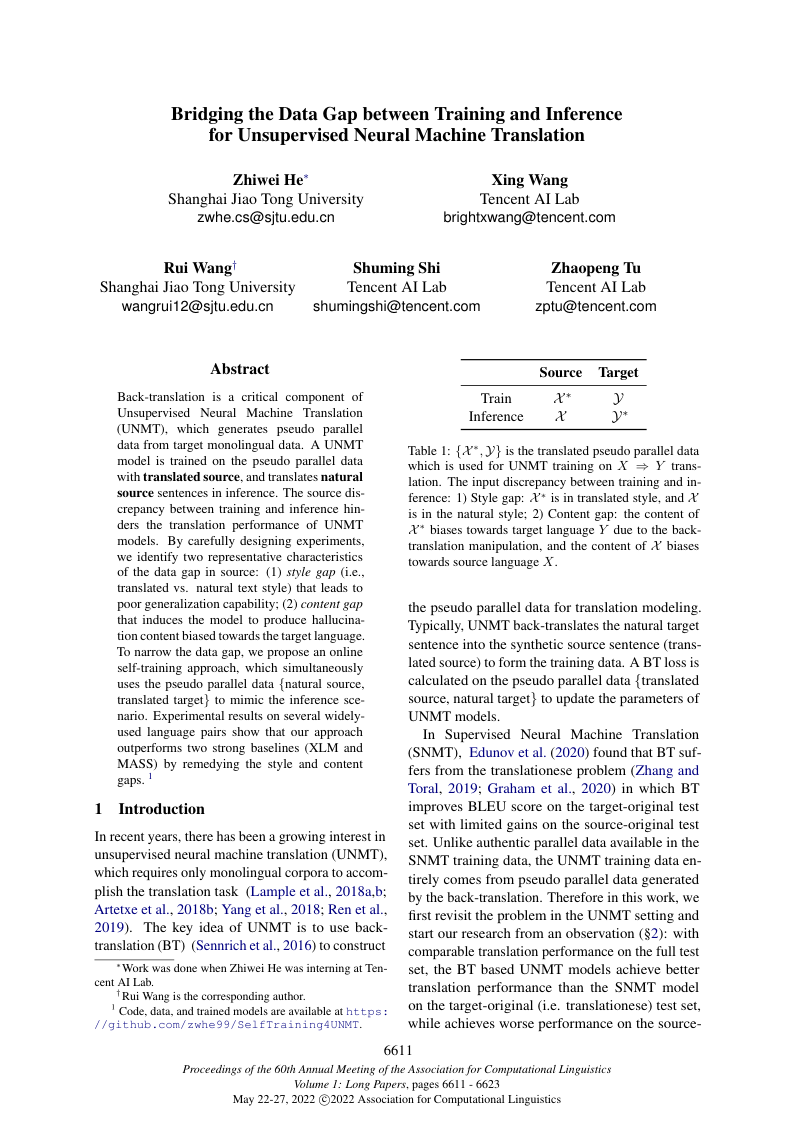 Bridging the Data Gap between Training and Inference
for Unsupervised Neural Machine Translation
Zhiwei He∗
Shanghai Jiao Tong University
zwhe.cs@sjtu.edu.cn
Xing Wang
Tencent AI Lab
brightxwang@tencent.com
Rui Wang†
Shanghai Jiao Tong University
wangrui12@sjtu.edu.cn
Shuming Shi
Tencent AI Lab
shumingshi@tencent.com
Zhaopeng Tu
Tencent AI Lab
zptu@tencent.com
Abstract
Back-translation is a critical component of
Unsupervised Neural Machine Translation
(UNMT), which generates pseudo parallel
data from target monolingual data. A UNMT
model is trained on the pseudo parallel data
with translated source, and translates natural
source sentences in inference. The source dis-
crepancy between training and inference hin-
ders the translation performance of UNMT
models. By carefully designing experiments,
we identify two representative characteristics
of the data gap in source: (1) style gap (i.e.,
translated vs. natural text style) that leads to
poor generalization capability; (2) content gap
that induces the model to produce hallucina-
tion content biased towards the target language.
To narrow the data gap, we propose an online
self-training approach, which simultaneously
uses the pseudo parallel data {natural source,
translated target} to mimic the inference sce-
nario. Experimental results on several widely-
used language pairs show that our approach
outperforms two strong baselines (XLM and
MASS) by remedying the style and content
gaps. 1
1 Introduction
In recent years, there has been a growing interest in
unsupervised neural machine translation (UNMT),
which requires only monolingual corpora to accom-
plish the translation task (Lample et al., 2018a,b;
Artetxe et al., 2018b; Yang et al., 2018; Ren et al.,
2019). The key idea of UNMT is to use back-
translation (BT) (Sennrich et al., 2016) to construct
∗Work was done when Zhiwei He was interning at Ten-
cent AI Lab.
†Rui Wang is the corresponding author.
1 Code, data, and trained models are available at https:
//github.com/zwhe99/SelfTraining4UNMT.
Source Target
Train 𝒳∗ 𝒴
Inference 𝒳 𝒴∗
Table 1: {𝒳∗, 𝒴} is the translated pseudo parallel data
which is used for UNMT training on X ⇒ Y trans-
lation. The input discrepancy between training and in-
ference: 1) Style gap: 𝒳∗ is in translated style, and 𝒳
is in the natural style; 2) Content gap: the content of
𝒳∗ biases towards target language Y due to the back-
translation manipulation, and the content of 𝒳 biases
towards source language X.
the pseudo parallel data for translation modeling.
Typically, UNMT back-translates the natural target
sentence into the synthetic source sentence (trans-
lated source) to form the training data. A BT loss is
calculated on the pseudo parallel data {translated
source, natural target} to update the parameters of
UNMT models.
In Supervised Neural Machine Translation
(SNMT), Edunov et al. (2020) found that BT suf-
fers from the translationese problem (Zhang and
Toral, 2019; Graham et al., 2020) in which BT
improves BLEU score on the target-original test
set with limited gains on the source-original test
set. Unlike authentic parallel data available in the
SNMT training data, the UNMT training data en-
tirely comes from pseudo parallel data generated
by the back-translation. Therefore in this work, we
first revisit the problem in the UNMT setting and
start our research from an observation (§2): with
comparable translation performance on the full test
set, the BT based UNMT models achieve better
translation performance than the SNMT model
on the target-original (i.e. translationese) test set,
while achieves worse performance on the source-
6611
Proceedings of the 60th Annual Meeting of the Association for Computational Linguistics
Volume 1: Long Papers, pages 6611 - 6623
May 22-27, 2022 ©2022 Association for Computational Linguistics